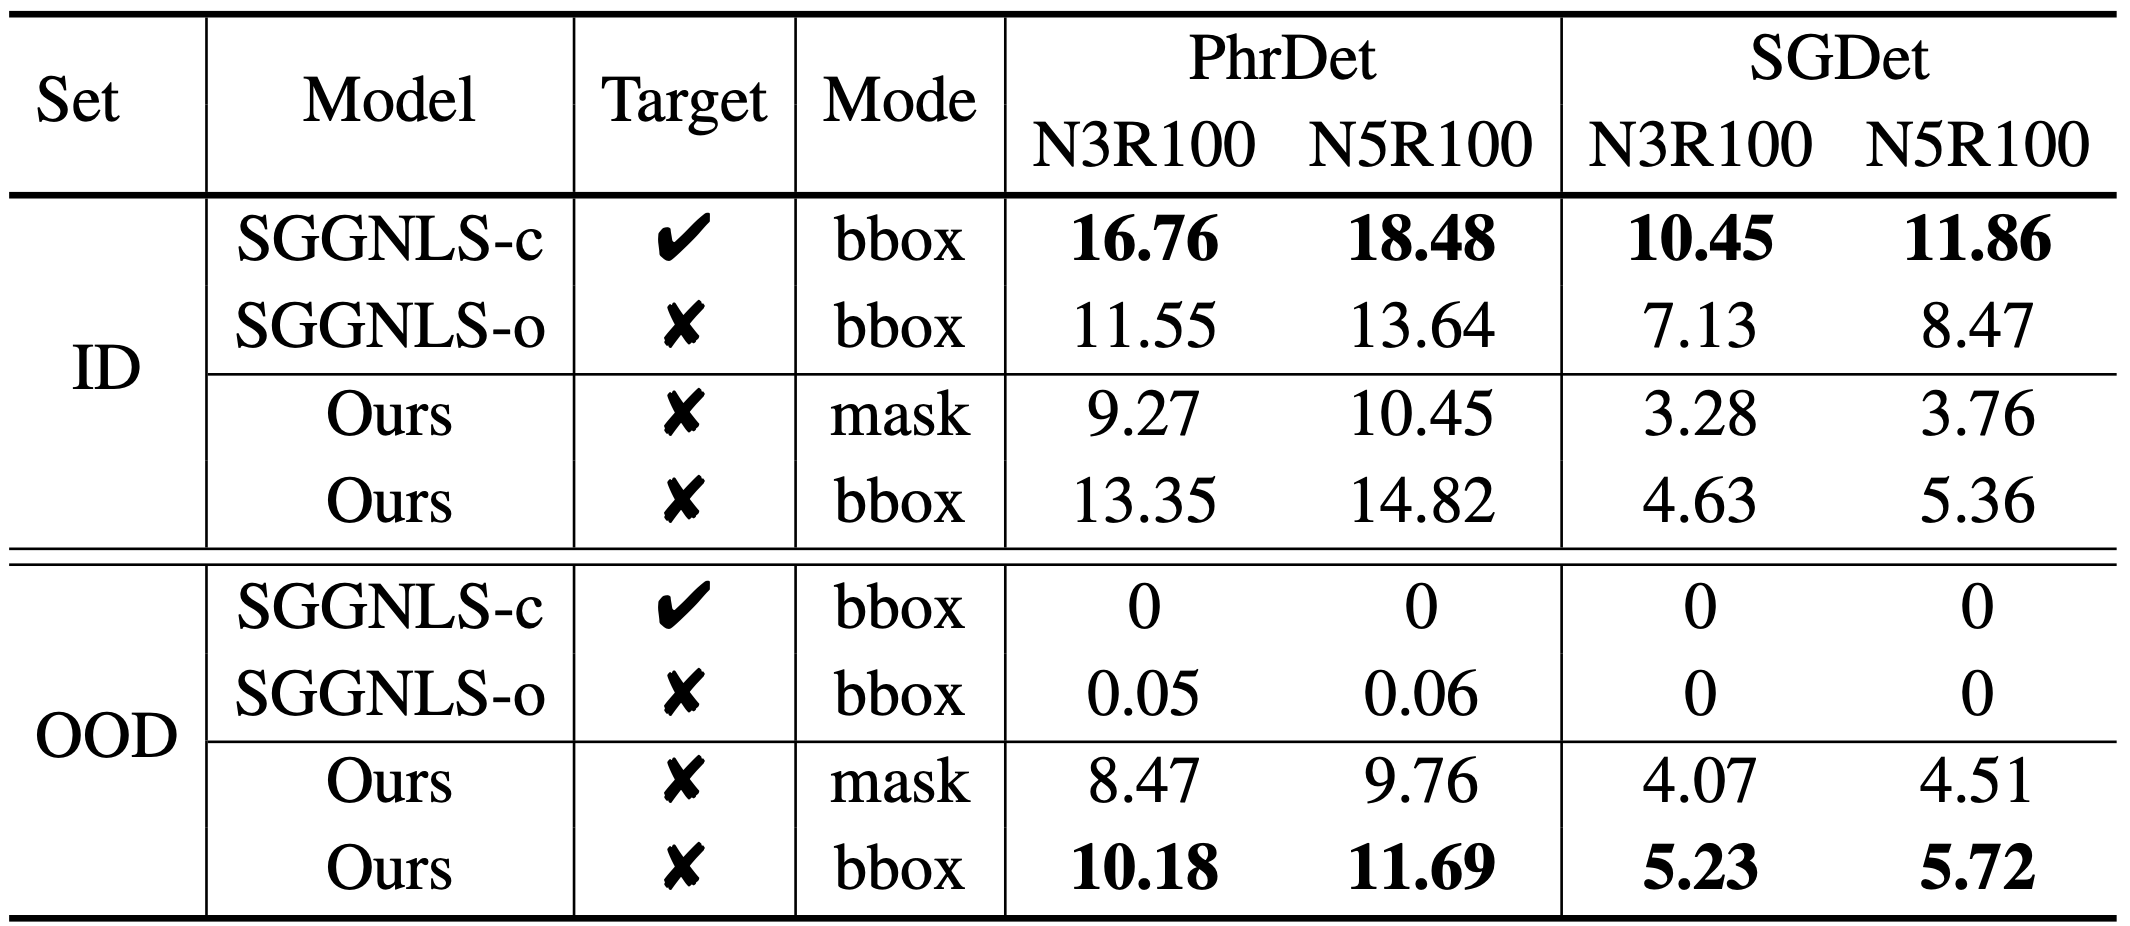 Set Model Target Mode PhrDet SGDet
N3R100 N5R100 N3R100 N5R100
ID
SGGNLS-c ✔ bbox 16.76 18.48 10.45 11.86
SGGNLS-o ✘ bbox 11.55 13.64 7.13 8.47
Ours ✘ mask 9.27 10.45 3.28 3.76
Ours ✘ bbox 13.35 14.82 4.63 5.36
OOD
SGGNLS-c ✔ bbox 0 0 0 0
SGGNLS-o ✘ bbox 0.05 0.06 0 0
Ours ✘ mask 8.47 9.76 4.07 4.51
Ours ✘ bbox 10.18 11.69 5.23 5.72